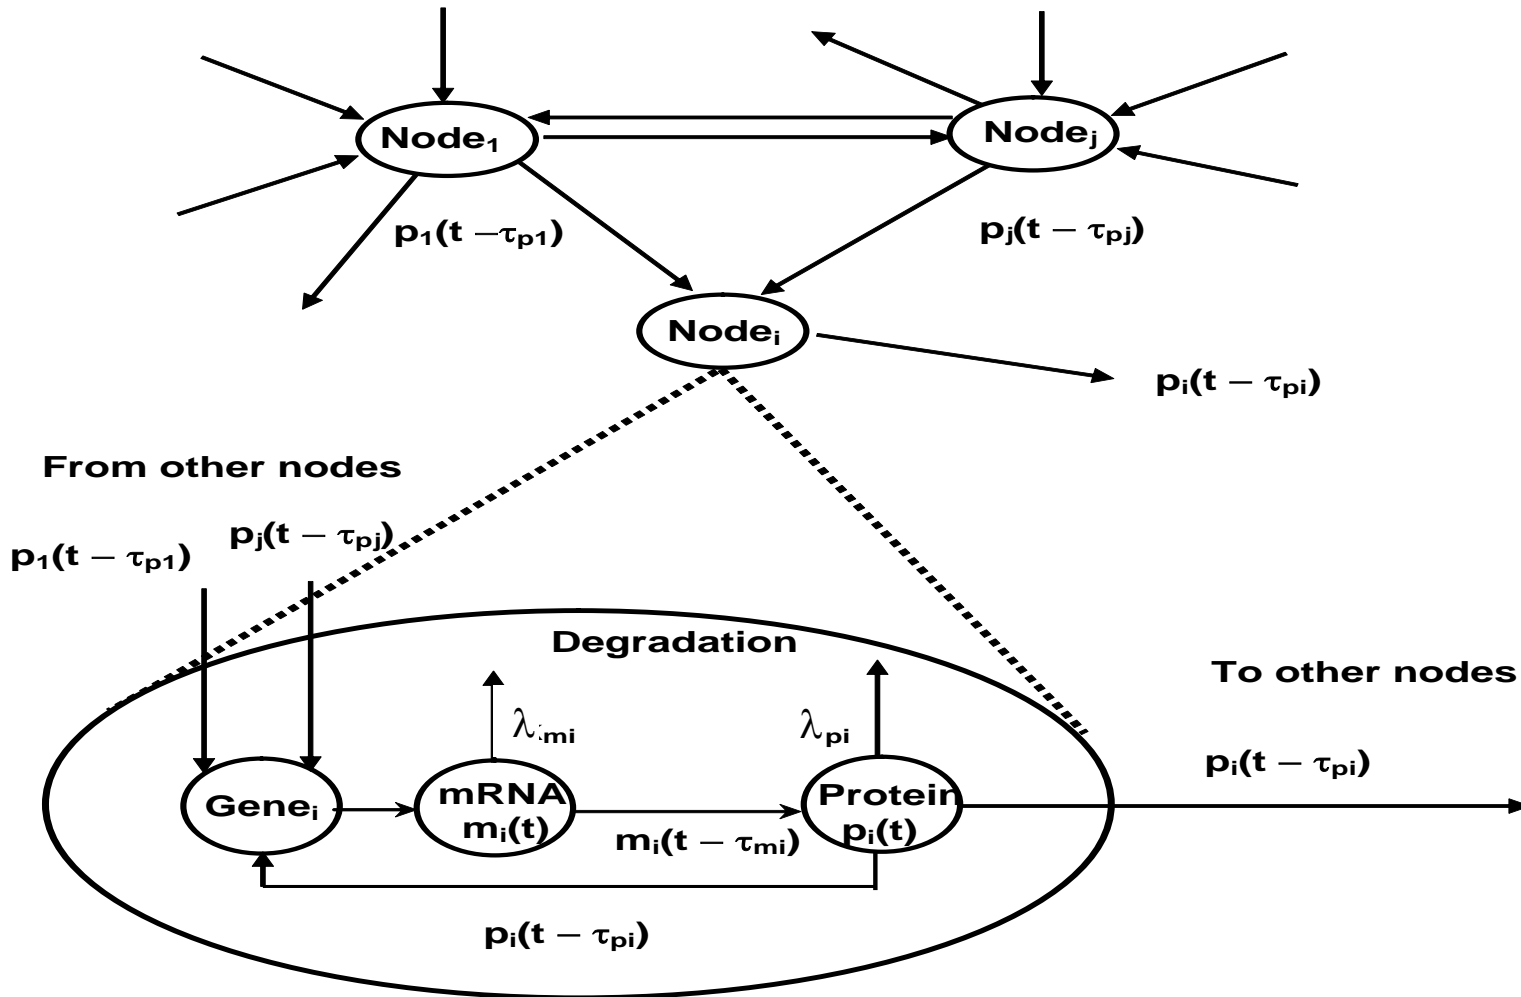 Node₁
Nodeⱼ
p₁(t −τₚ₁)
pⱼ(t − τₚⱼ)
Nodeᵢ
pᵢ(t − τₚᵢ)
From other nodes
pⱼ(t − τₚⱼ)
p₁(t − τₚ₁)
Degradation
To other nodes
λₘᵢ
λₚᵢ
pᵢ(t − τₚᵢ)
Geneᵢ
mRNA
mᵢ(t)
mᵢ(t − τₘᵢ)
Protein
pᵢ(t)
pᵢ(t − τₚᵢ)